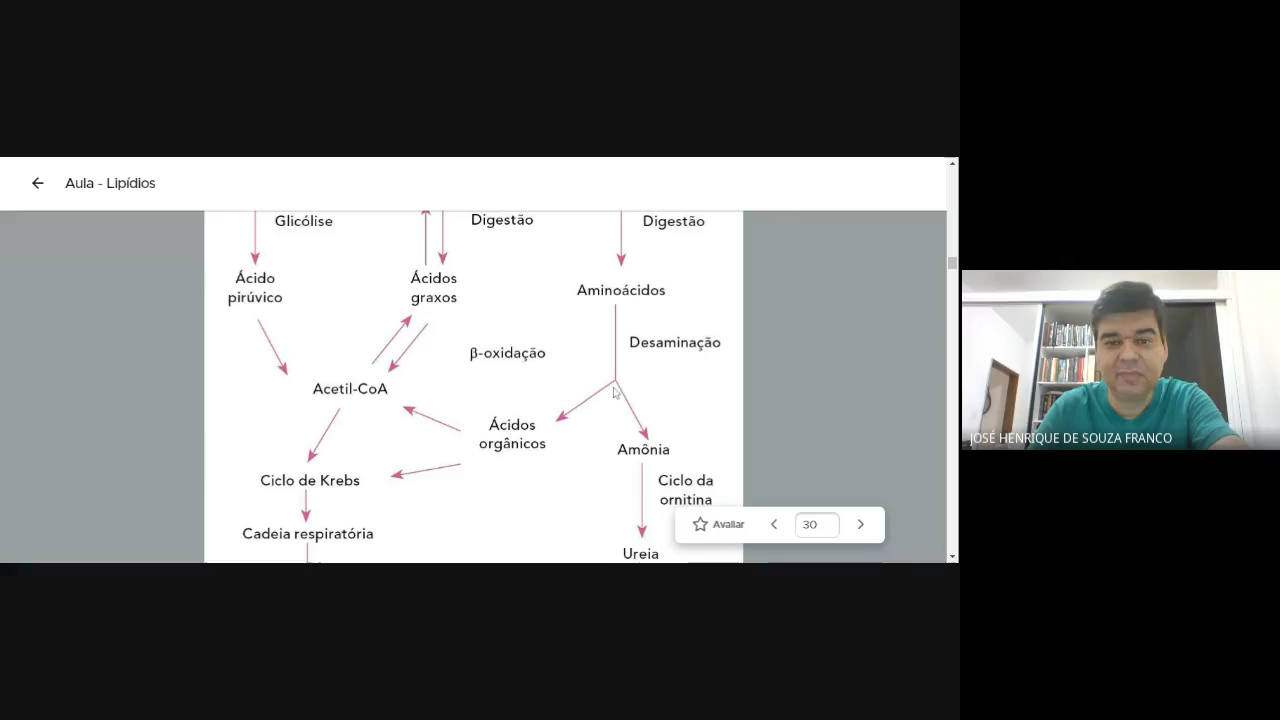 Aula - Lipídios
Glicólise
Digestão
Digestão
Ácido
pirúvico
Ácidos
graxos
Aminoácidos
Desaminação
β-oxidação
Acetil-CoA
Ácidos
orgânicos
Amônia
Ciclo de Krebs
Ciclo da
ornitina
Cadeia respiratória
Ureia
Avaliar
30
JOSÉ HENRIQUE DE SOUZA FRANCO